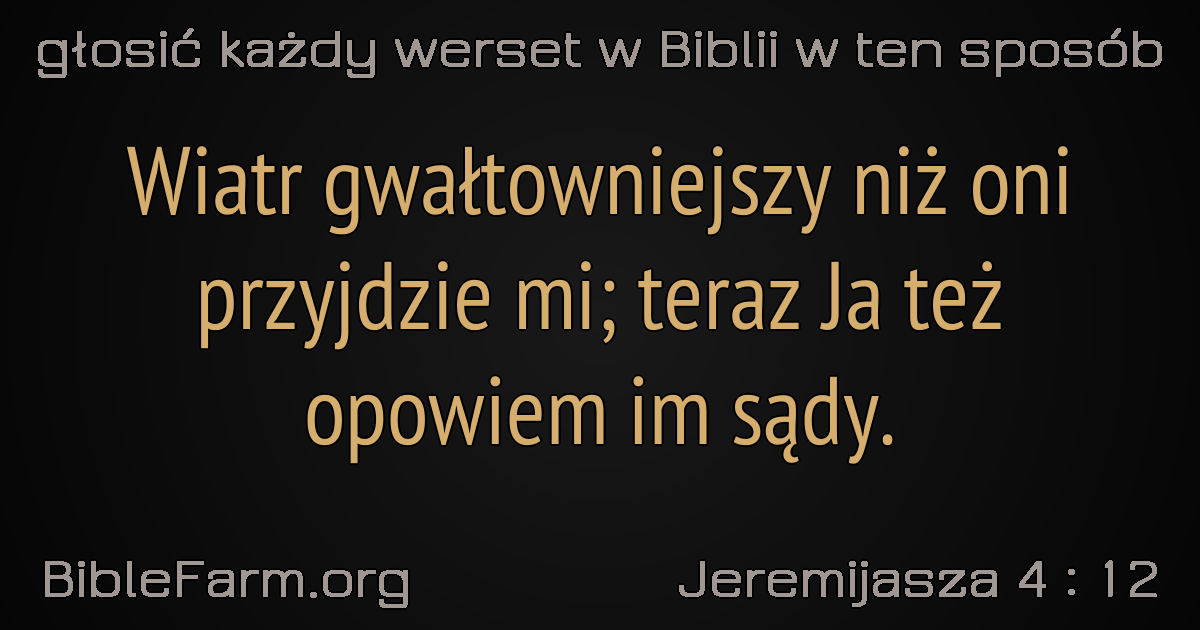 głosić każdy werset w Biblii w ten sposób
Wiatr gwałtowniejszy niż oni
przyjdzie mi; teraz Ja też
opowiem im sądy.
BibleFarm.org
Jeremijasza 4 : 12